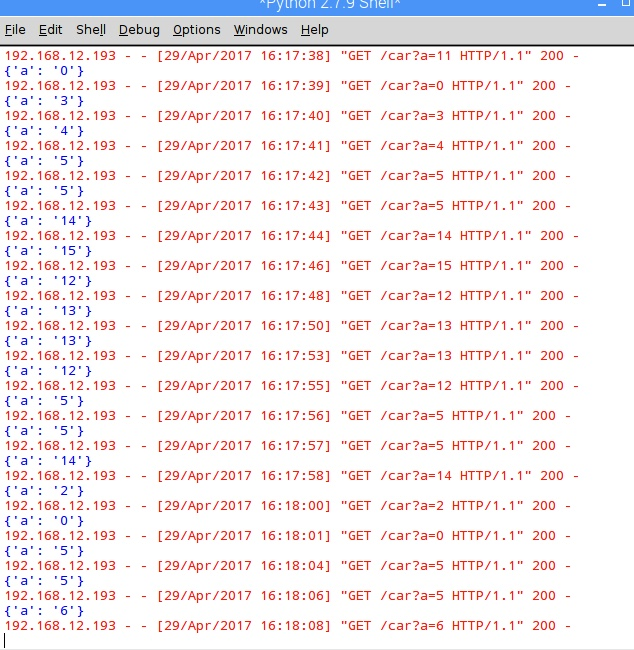 *Python 2.7.9 Shell*
File Edit Shell Debug Options Windows Help
192.168.12.193 - - [29/Apr/2017 16:17:38] "GET /car?a=11 HTTP/1.1" 200 -
{'a': '0'}
192.168.12.193 - - [29/Apr/2017 16:17:39] "GET /car?a=0 HTTP/1.1" 200 -
{'a': '3'}
192.168.12.193 - - [29/Apr/2017 16:17:40] "GET /car?a=3 HTTP/1.1" 200 -
{'a': '4'}
192.168.12.193 - - [29/Apr/2017 16:17:41] "GET /car?a=4 HTTP/1.1" 200 -
{'a': '5'}
192.168.12.193 - - [29/Apr/2017 16:17:42] "GET /car?a=5 HTTP/1.1" 200 -
{'a': '5'}
192.168.12.193 - - [29/Apr/2017 16:17:43] "GET /car?a=5 HTTP/1.1" 200 -
{'a': '14'}
192.168.12.193 - - [29/Apr/2017 16:17:44] "GET /car?a=14 HTTP/1.1" 200 -
{'a': '15'}
192.168.12.193 - - [29/Apr/2017 16:17:46] "GET /car?a=15 HTTP/1.1" 200 -
{'a': '12'}
192.168.12.193 - - [29/Apr/2017 16:17:48] "GET /car?a=12 HTTP/1.1" 200 -
{'a': '13'}
192.168.12.193 - - [29/Apr/2017 16:17:50] "GET /car?a=13 HTTP/1.1" 200 -
{'a': '13'}
192.168.12.193 - - [29/Apr/2017 16:17:53] "GET /car?a=13 HTTP/1.1" 200 -
{'a': '12'}
192.168.12.193 - - [29/Apr/2017 16:17:55] "GET /car?a=12 HTTP/1.1" 200 -
{'a': '5'}
192.168.12.193 - - [29/Apr/2017 16:17:56] "GET /car?a=5 HTTP/1.1" 200 -
{'a': '5'}
192.168.12.193 - - [29/Apr/2017 16:17:57] "GET /car?a=5 HTTP/1.1" 200 -
{'a': '14'}
192.168.12.193 - - [29/Apr/2017 16:17:58] "GET /car?a=14 HTTP/1.1" 200 -
{'a': '2'}
192.168.12.193 - - [29/Apr/2017 16:18:00] "GET /car?a=2 HTTP/1.1" 200 -
{'a': '0'}
192.168.12.193 - - [29/Apr/2017 16:18:01] "GET /car?a=0 HTTP/1.1" 200 -
{'a': '5'}
192.168.12.193 - - [29/Apr/2017 16:18:04] "GET /car?a=5 HTTP/1.1" 200 -
{'a': '5'}
192.168.12.193 - - [29/Apr/2017 16:18:06] "GET /car?a=5 HTTP/1.1" 200 -
{'a': '6'}
192.168.12.193 - - [29/Apr/2017 16:18:08] "GET /car?a=6 HTTP/1.1" 200 -